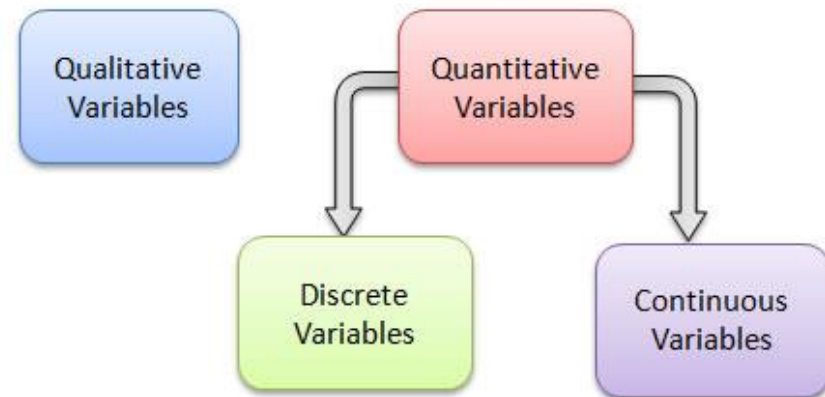 Qualitative
Variables
Quantitative
Variables
Discrete
Variables
Continuous
Variables